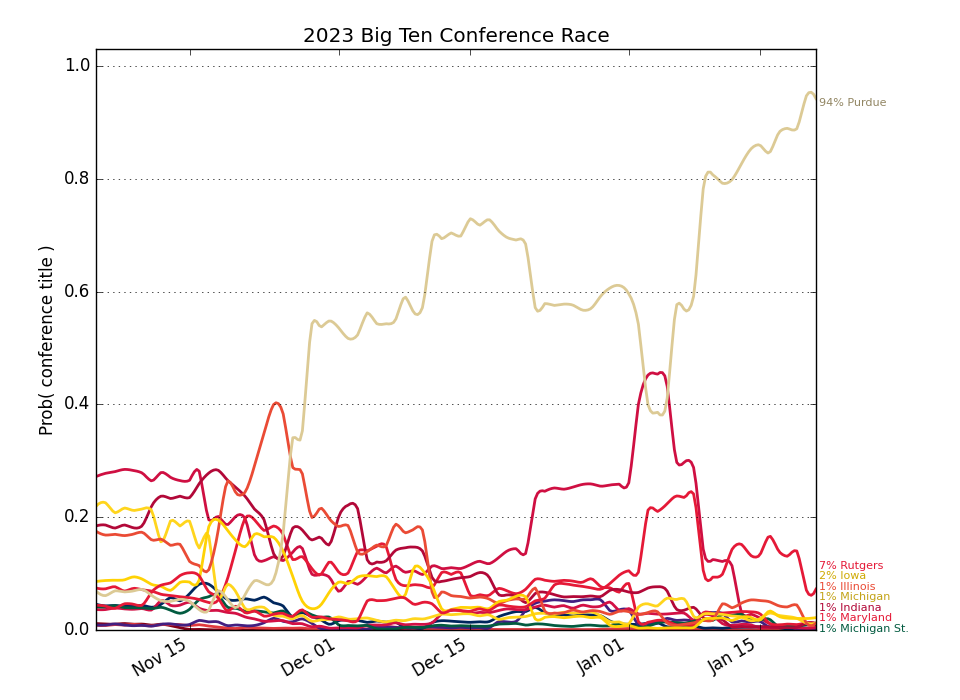 2023 Big Ten Conference Race
Prob( conference title )
1.0
0.8
0.6
0.4
0.2
0.0
Nov 15
Dec 01
Dec 15
Jan 01
Jan 15
94% Purdue
7% Rutgers
2% Iowa
1% Illinois
1% Michigan
1% Indiana
1% Maryland
1% Michigan St.